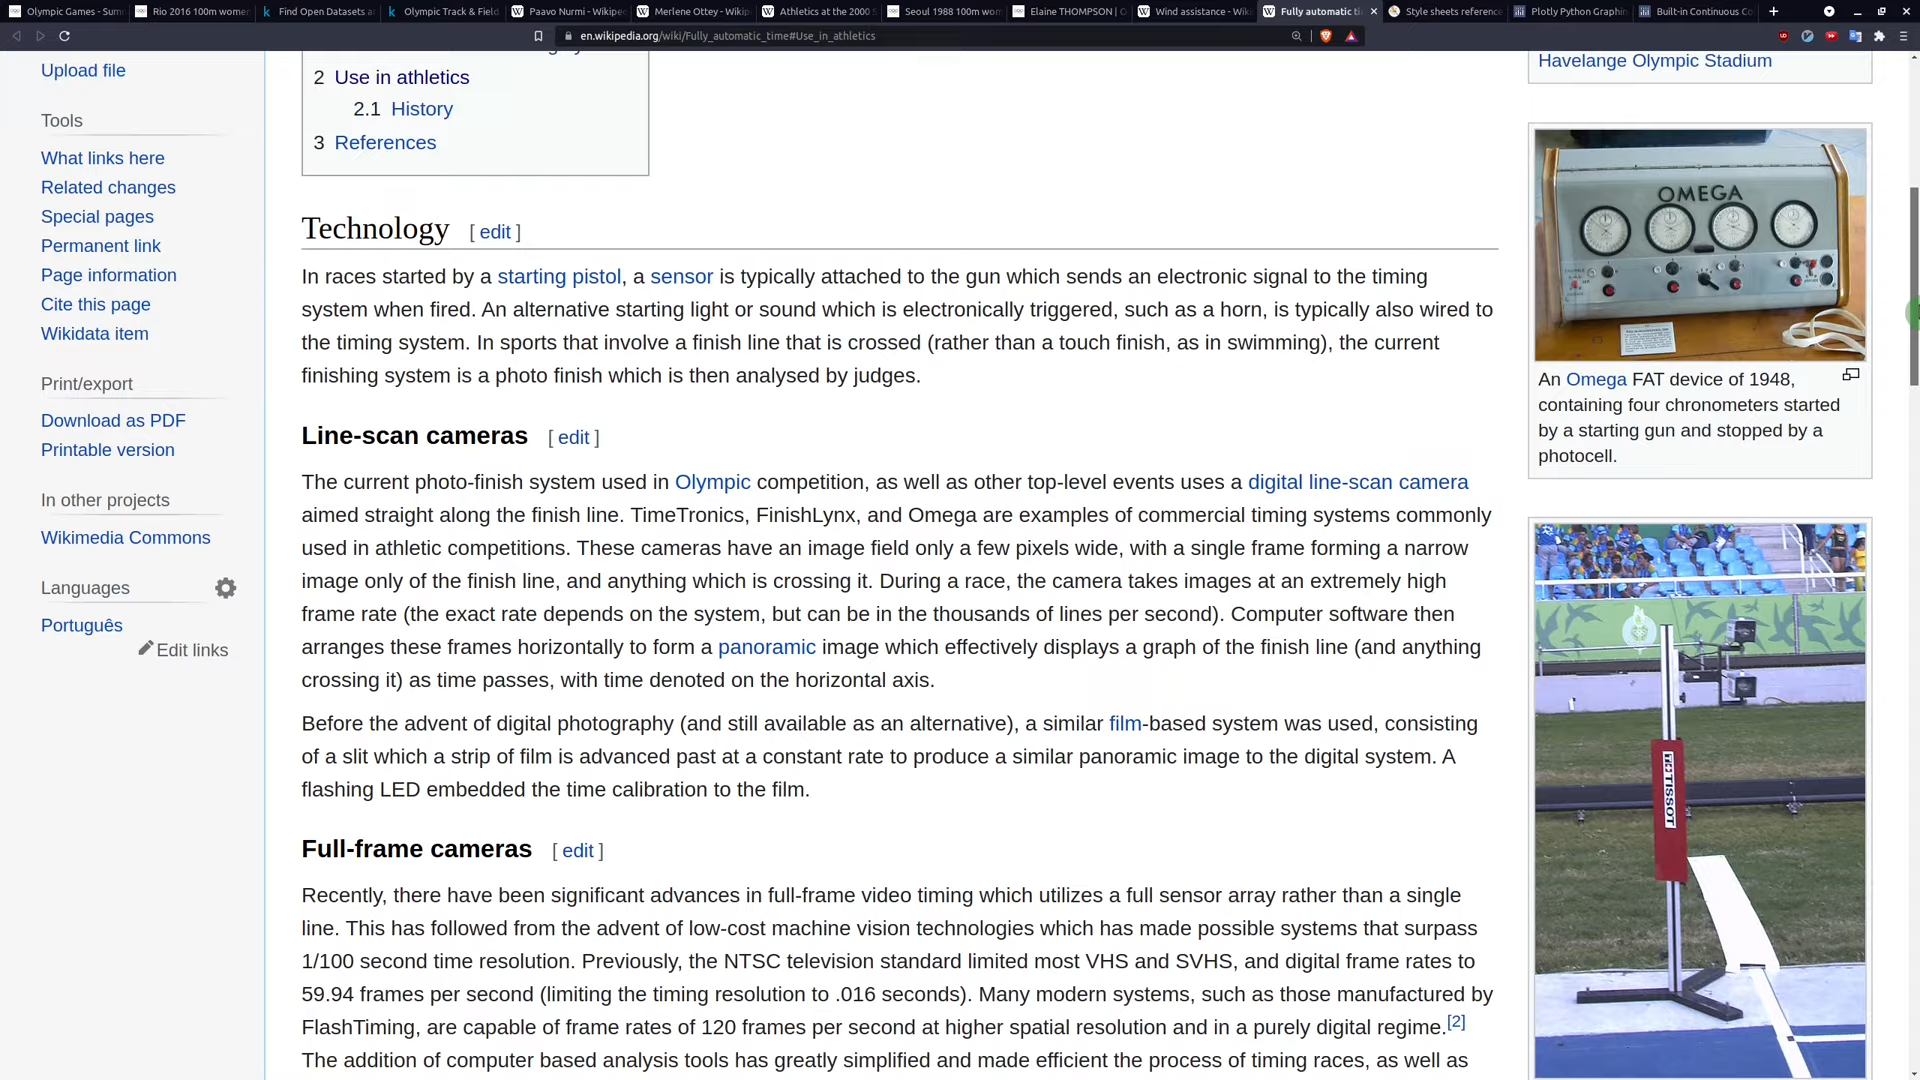 Olympic Games - Sum
Rio 2016 100m wome
Find Open Datasets a
Olympic Track & Field
Paavo Nurmi - Wikipe
Merlene Ottey - Wikip
Athletics at the 2000 S
Seoul 1988 100m wo
Elaine THOMPSON | O
Wind assistance - Wik
Fully automatic ti
Style sheets reference
Plotly Python Graphin
Built-in Continuous Co
en.wikipedia.org/wiki/Fully_automatic_time#Use_in_athletics
Upload file
Tools
What links here
Related changes
Special pages
Permanent link
Page information
Cite this page
Wikidata item
Print/export
Download as PDF
Printable version
In other projects
Wikimedia Commons
Languages
Português
Edit links
2 Use in athletics
2.1 History
3 References
Technology [ edit ]
In races started by a starting pistol, a sensor is typically attached to the gun which sends an electronic signal to the timing
system when fired. An alternative starting light or sound which is electronically triggered, such as a horn, is typically also wired to
the timing system. In sports that involve a finish line that is crossed (rather than a touch finish, as in swimming), the current
finishing system is a photo finish which is then analysed by judges.
Line-scan cameras [ edit ]
The current photo-finish system used in Olympic competition, as well as other top-level events uses a digital line-scan camera
aimed straight along the finish line. TimeTronics, FinishLynx, and Omega are examples of commercial timing systems commonly
used in athletic competitions. These cameras have an image field only a few pixels wide, with a single frame forming a narrow
image only of the finish line, and anything which is crossing it. During a race, the camera takes images at an extremely high
frame rate (the exact rate depends on the system, but can be in the thousands of lines per second). Computer software then
arranges these frames horizontally to form a panoramic image which effectively displays a graph of the finish line (and anything
crossing it) as time passes, with time denoted on the horizontal axis.
Before the advent of digital photography (and still available as an alternative), a similar film-based system was used, consisting
of a slit which a strip of film is advanced past at a constant rate to produce a similar panoramic image to the digital system. A
flashing LED embedded the time calibration to the film.
Full-frame cameras [ edit ]
Recently, there have been significant advances in full-frame video timing which utilizes a full sensor array rather than a single
line. This has followed from the advent of low-cost machine vision technologies which has made possible systems that surpass
1/100 second time resolution. Previously, the NTSC television standard limited most VHS and SVHS, and digital frame rates to
59.94 frames per second (limiting the timing resolution to .016 seconds). Many modern systems, such as those manufactured by
FlashTiming, are capable of frame rates of 120 frames per second at higher spatial resolution and in a purely digital regime.[2]
The addition of computer based analysis tools has greatly simplified and made efficient the process of timing races, as well as
Havelange Olympic Stadium
OMEGA
An Omega FAT device of 1948,
containing four chronometers started
by a starting gun and stopped by a
photocell.
TISSOT